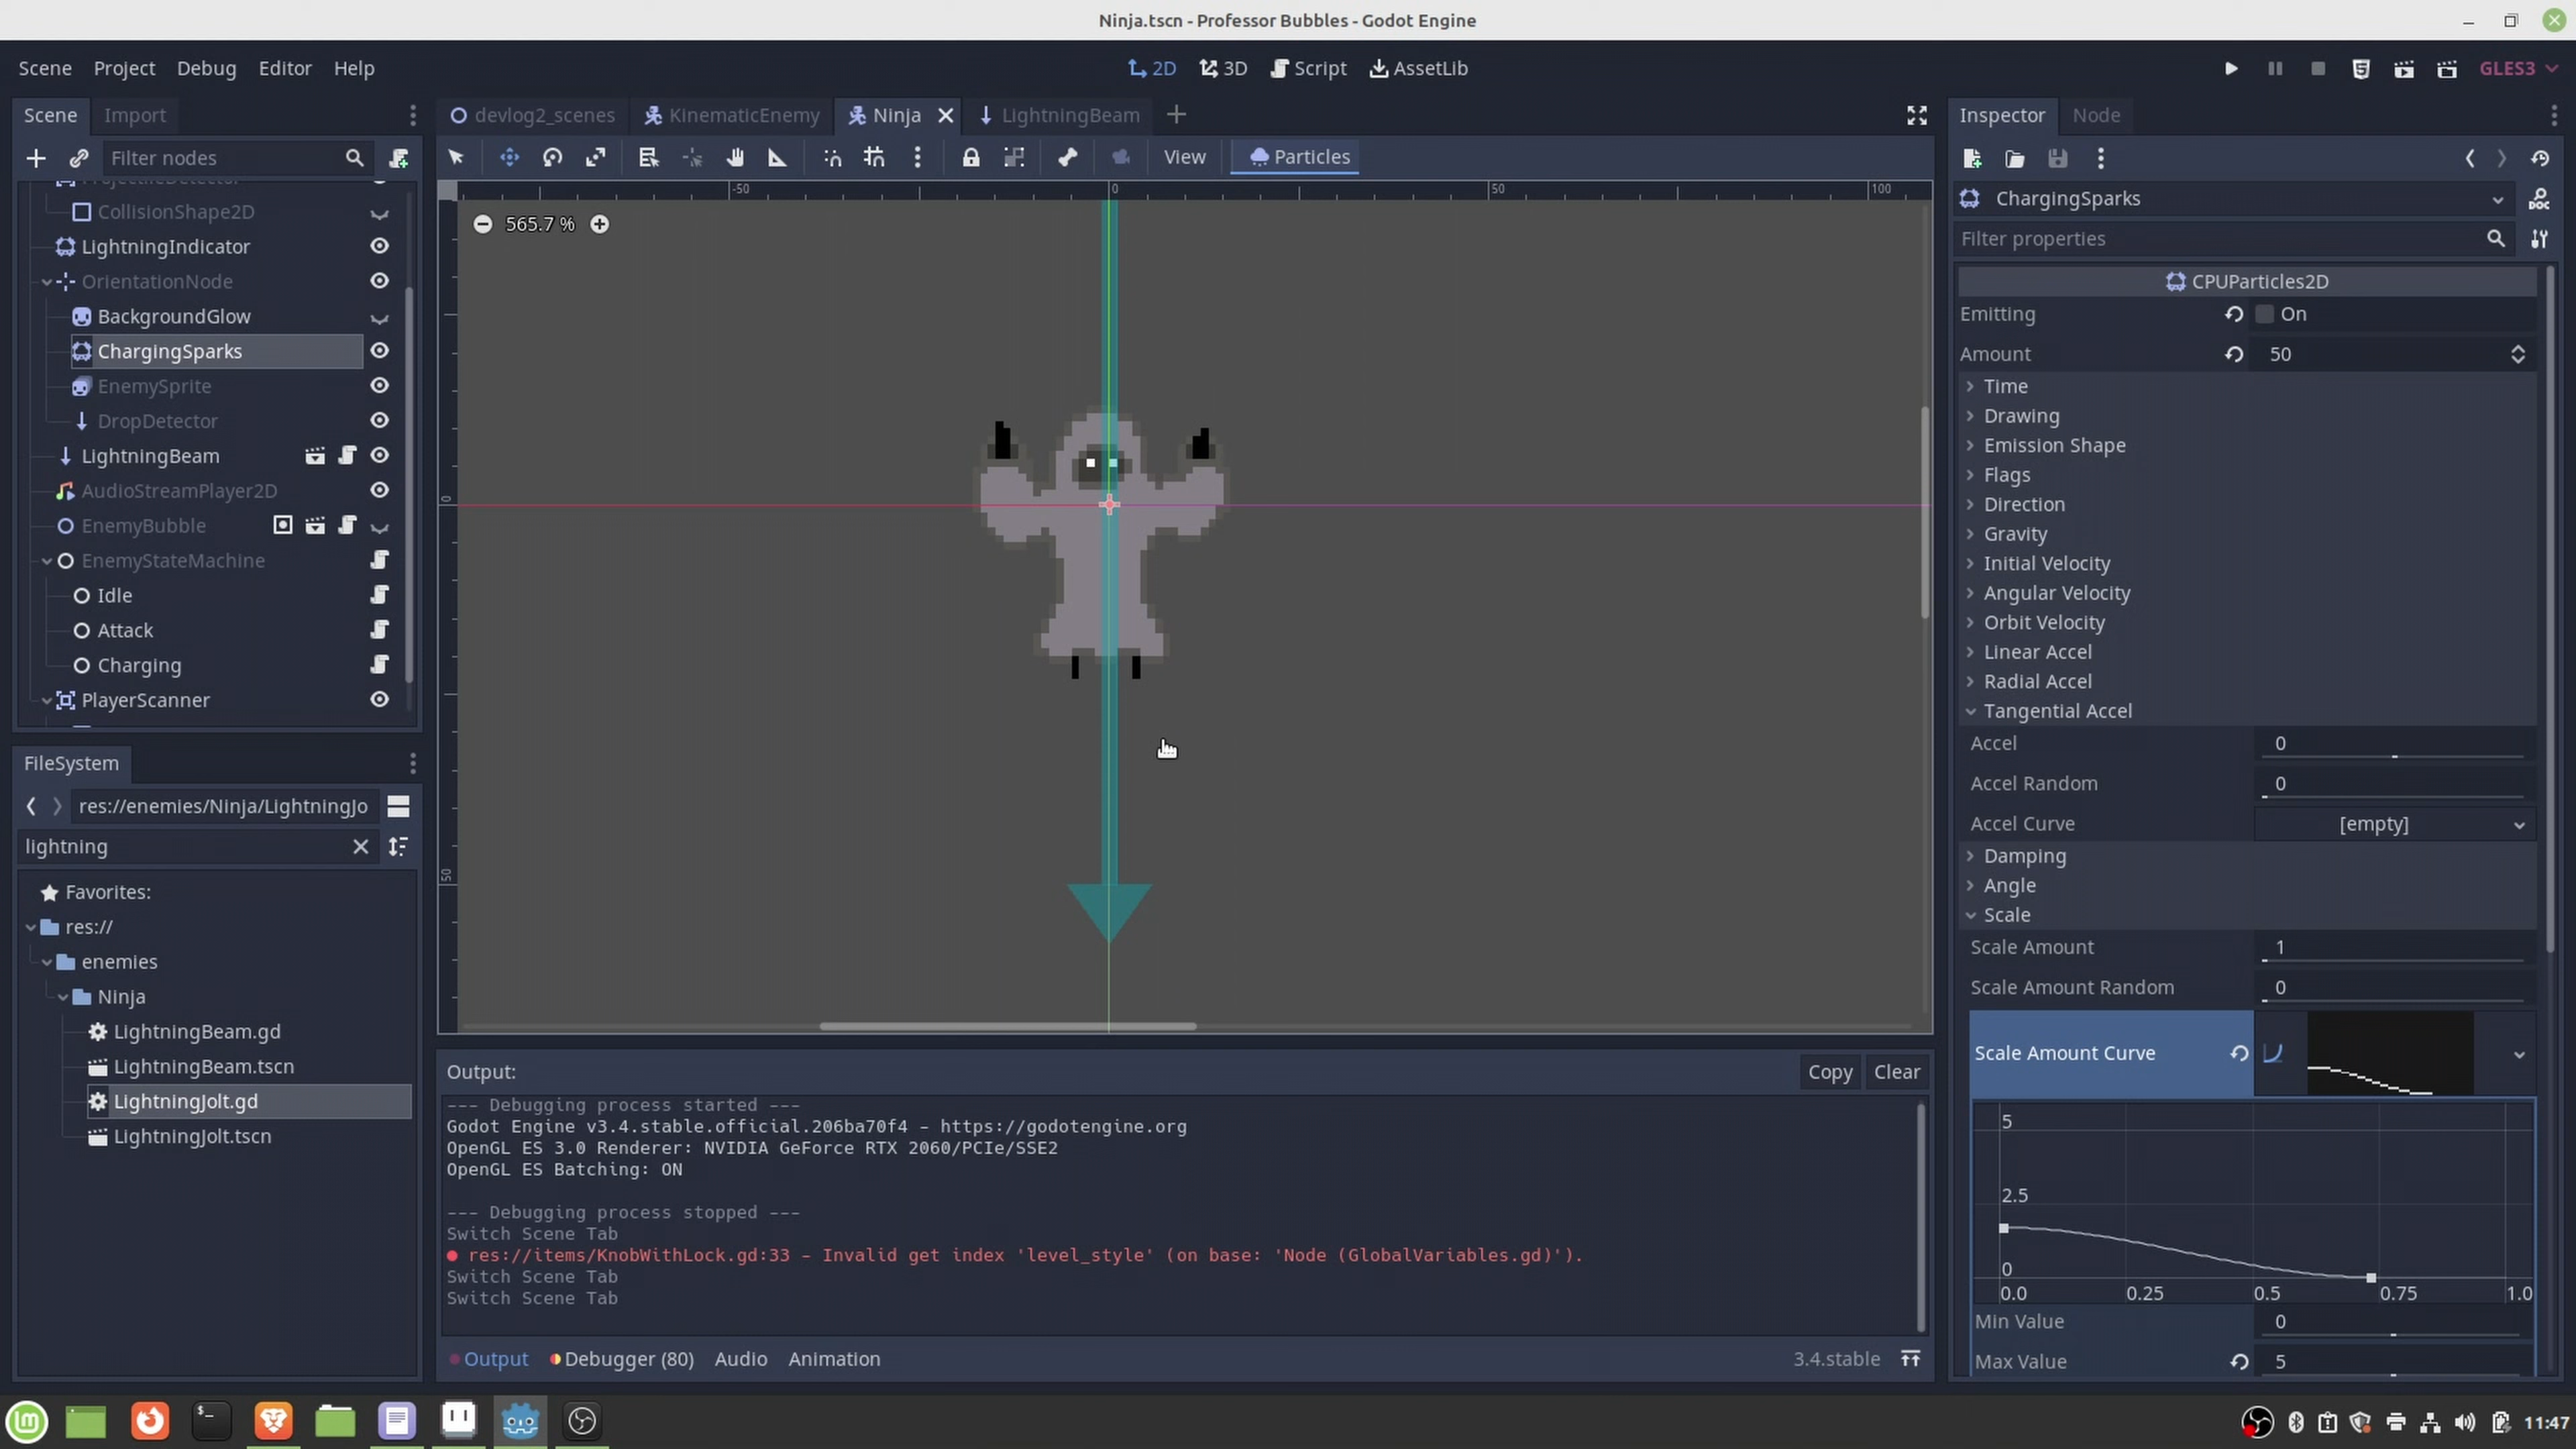 Ninja.tscn - Professor Bubbles - Godot Engine
Scene Project Debug Editor Help
2D 3D Script AssetLib
GLES3
Scene Import
Filter nodes
ProjectileDetector
CollisionShape2D
LightningIndicator
OrientationNode
BackgroundGlow
ChargingSparks
EnemySprite
DropDetector
LightningBeam
AudioStreamPlayer2D
EnemyBubble
EnemyStateMachine
Idle
Attack
Charging
PlayerScanner
FileSystem
res://enemies/Ninja/LightningJo
lightning
Favorites:
res://
enemies
Ninja
LightningBeam.gd
LightningBeam.tscn
LightningJolt.gd
LightningJolt.tscn
devlog2_scenes KinematicEnemy Ninja LightningBeam
View Particles
-50 0 50 100
565.7 %
0
50
Output: Copy Clear
--- Debugging process started ---
Godot Engine v3.4.stable.official.206ba70f4 - https://godotengine.org
OpenGL ES 3.0 Renderer: NVIDIA GeForce RTX 2060/PCIe/SSE2
OpenGL ES Batching: ON
--- Debugging process stopped ---
Switch Scene Tab
res://items/KnobWithLock.gd:33 - Invalid get index 'level_style' (on base: 'Node (GlobalVariables.gd)').
Switch Scene Tab
Switch Scene Tab
Output Debugger (80) Audio Animation 3.4.stable
Inspector Node
ChargingSparks
DOC
Filter properties
CPUParticles2D
Emitting On
Amount 50
Time
Drawing
Emission Shape
Flags
Direction
Gravity
Initial Velocity
Angular Velocity
Orbit Velocity
Linear Accel
Radial Accel
Tangential Accel
Accel 0
Accel Random 0
Accel Curve [empty]
Damping
Angle
Scale
Scale Amount 1
Scale Amount Random 0
Scale Amount Curve
5
2.5
0
0.0 0.25 0.5 0.75 1.0
Min Value 0
Max Value 5
11:47